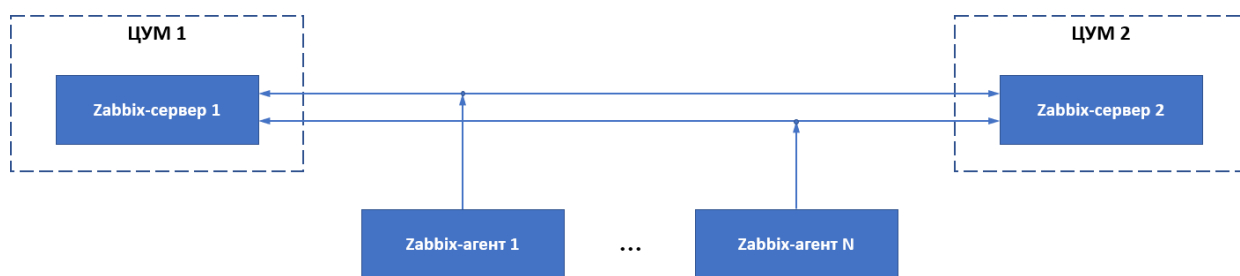 ЦУМ 1
ЦУМ 2
Zabbix-сервер 1
Zabbix-сервер 2
Zabbix-агент 1
...
Zabbix-агент N